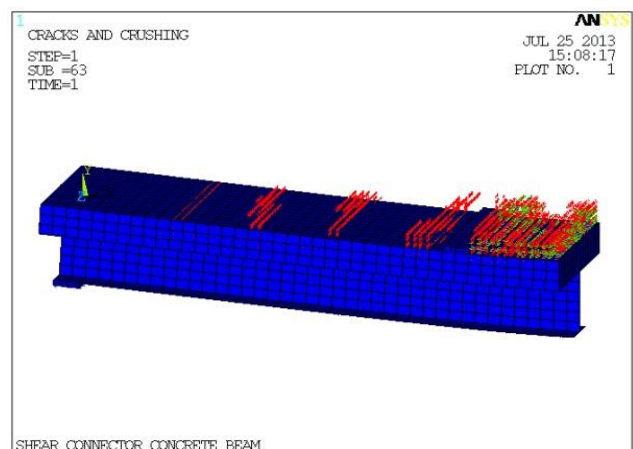 1
ANSYS
CRACKS AND CRUSHING
STEP=1
SUB =63
TIME=1
JUL 25 2013
15:08:17
PLOT NO. 1
Y
Z
SHEAR CONNECTOR CONCRETE BEAM